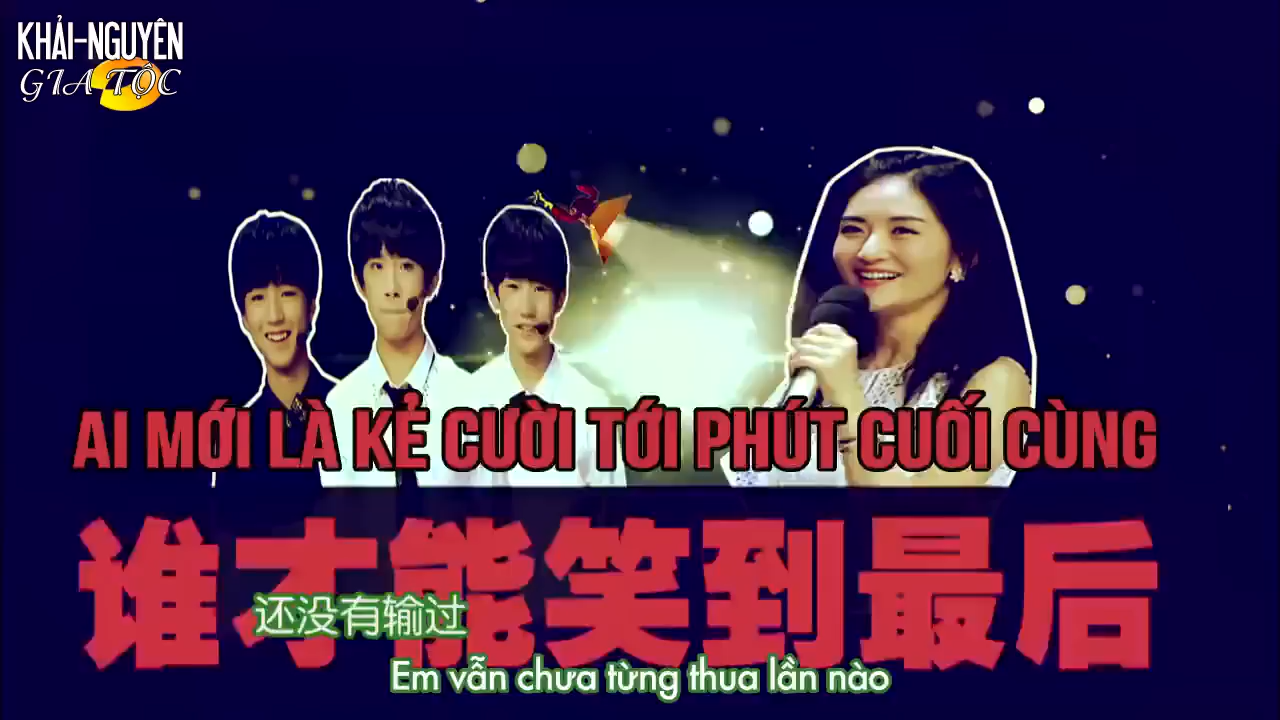 KHẢI-NGUYÊN
GIA TỘC
AI MỚI LÀ KẺ CƯỜI TỚI PHÚT CUỐI CÙNG
谁才能笑到最后
还没有输过
Em vẫn chưa từng thua lần nào